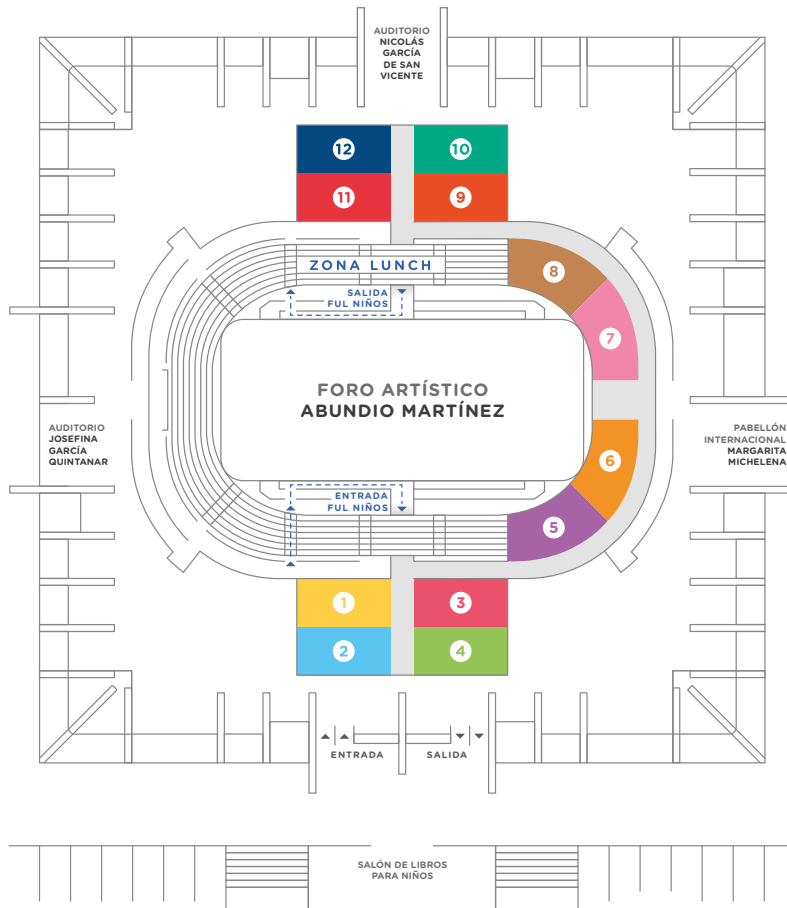 AUDITORIO
NICOLÁS
GARCÍA
DE SAN
VICENTE
12
10
11
9
ZONA LUNCH
8
SALIDA
FUL NIÑOS
7
FORO ARTÍSTICO
ABUNDIO MARTÍNEZ
AUDITORIO
JOSEFINA
GARCÍA
QUINTANAR
PABELLÓN
INTERNACIONAL
MARGARITA
MICHELENA
6
ENTRADA
FUL NIÑOS
5
1
3
2
4
ENTRADA
SALIDA
SALÓN DE LIBROS
PARA NIÑOS